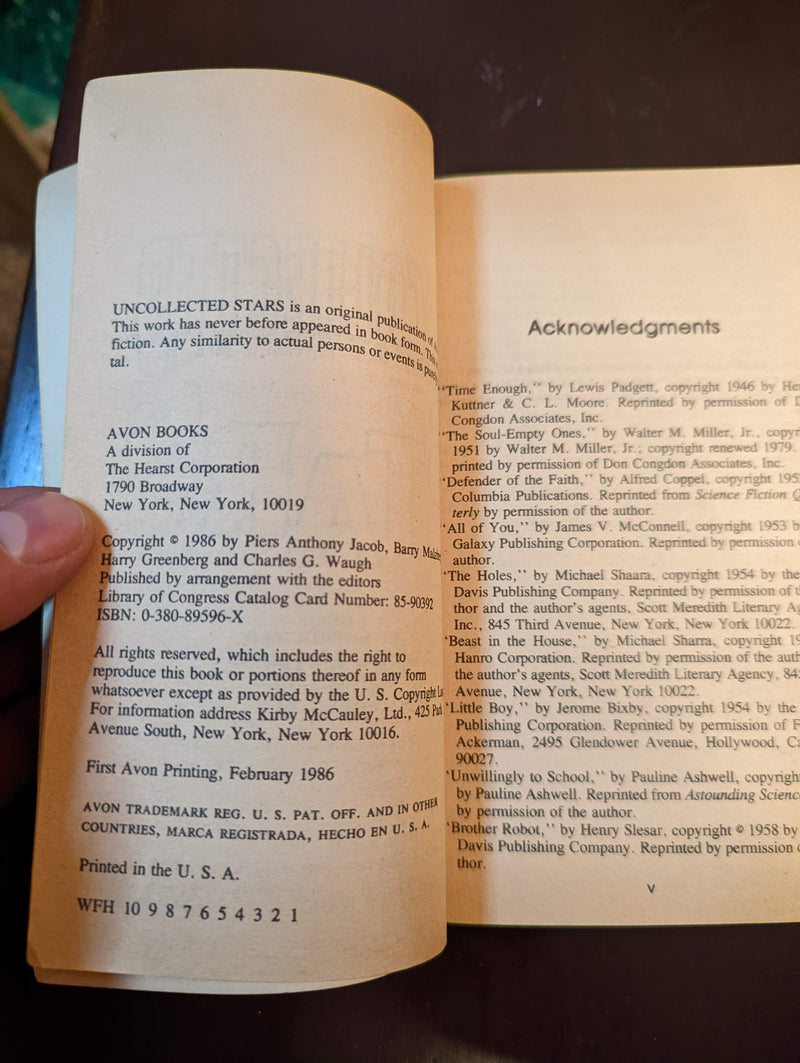 UNCOLLECTED STARS is an original publication of
This work has never before appeared in book form. This
fiction. Any similarity to actual persons or events is
tal.
AVON BOOKS
A division of
The Hearst Corporation
1790 Broadway
New York, New York, 10019
Copyright © 1986 by Piers Anthony Jacob, Barry
Harry Greenberg and Charles G. Waugh
Published by arrangement with the editors
Library of Congress Catalog Card Number: 85-90392
ISBN: 0-380-89596-X
All rights reserved, which includes the right to
reproduce this book or portions thereof in any form
whatsoever except as provided by the U. S. Copyright
For information address Kirby McCauley, Ltd., 425
Avenue South, New York, New York 10016.
First Avon Printing, February 1986
AVON TRADEMARK REG. U. S. PAT. OFF. AND IN OTHER
COUNTRIES, MARCA REGISTRADA, HECHO EN U. S. A.
Printed in the U. S. A.
WFH 10 9 8 7 6 5 4 3 2 1
Acknowledgments
"Time Enough," by Lewis Padgett, copyright 1946 by
Kuttner & C. L. Moore. Reprinted by permission of
Congdon Associates, Inc.
"The Soul-Empty Ones," by Walter M. Miller, Jr.,
1951 by Walter M. Miller, Jr.; copyright renewed 1979.
printed by permission of Don Congdon Associates, Inc.
'Defender of the Faith," by Alfred Coppel, copyright
Columbia Publications. Reprinted from Science Fiction
terly by permission of the author.
'All of You," by James V. McConnell, copyright 1953
Galaxy Publishing Corporation. Reprinted by permission
author.
'The Holes," by Michael Shaara, copyright 1954 by the
Davis Publishing Company. Reprinted by permission of
thor and the author's agents, Scott Meredith Literary
Inc., 845 Third Avenue, New York, New York 10022.
'Beast in the House," by Michael Sharra, copyright
Hanro Corporation. Reprinted by permission of the
the author's agents, Scott Meredith Literary Agency,
Avenue, New York, New York 10022.
'Little Boy," by Jerome Bixby, copyright 1954 by the
Publishing Corporation. Reprinted by permission of
Ackerman, 2495 Glendower Avenue, Hollywood,
90027.
'Unwillingly to School," by Pauline Ashwell,
by Pauline Ashwell. Reprinted from Astounding
by permission of the author.
'Brother Robot," by Henry Slesar, copyright © 1958 by
Davis Publishing Company. Reprinted by permission
thor.
v